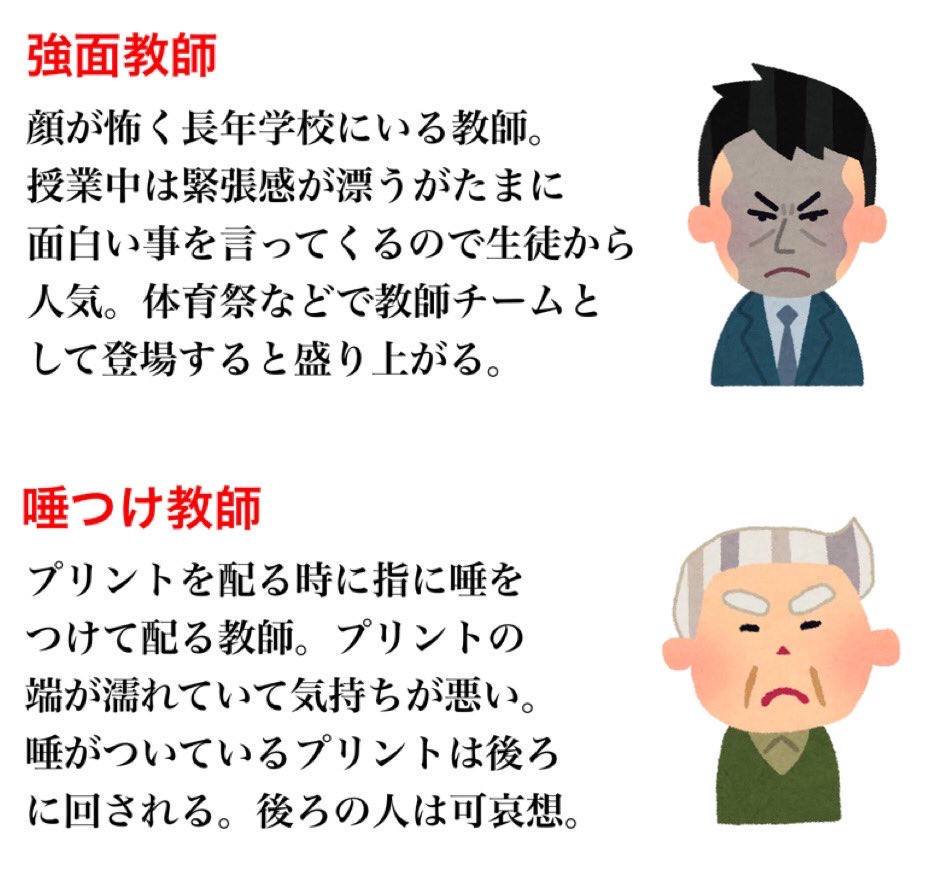 強面教師
顔が怖く長年学校にいる教師。
授業中は緊張感が漂うがたまに
面白い事を言ってくるので生徒から
人気。体育祭などで教師チームと
して登場すると盛り上がる。
唾つけ教師
プリントを配る時に指に唾を
つけて配る教師。プリントの
端が濡れていて気持ちが悪い。
唾がついているプリントは後ろ
に回される。後ろの人は可哀想。